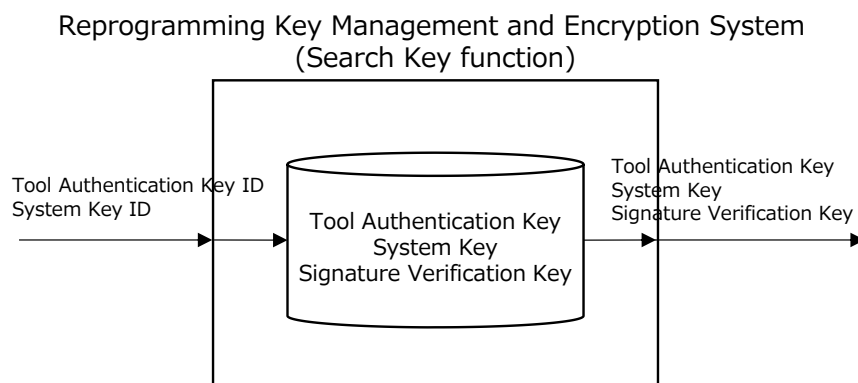 Reprogramming Key Management and Encryption System
(Search Key function)
Tool Authentication Key ID
System Key ID
Tool Authentication Key
System Key
Signature Verification Key
Tool Authentication Key
System Key
Signature Verification Key